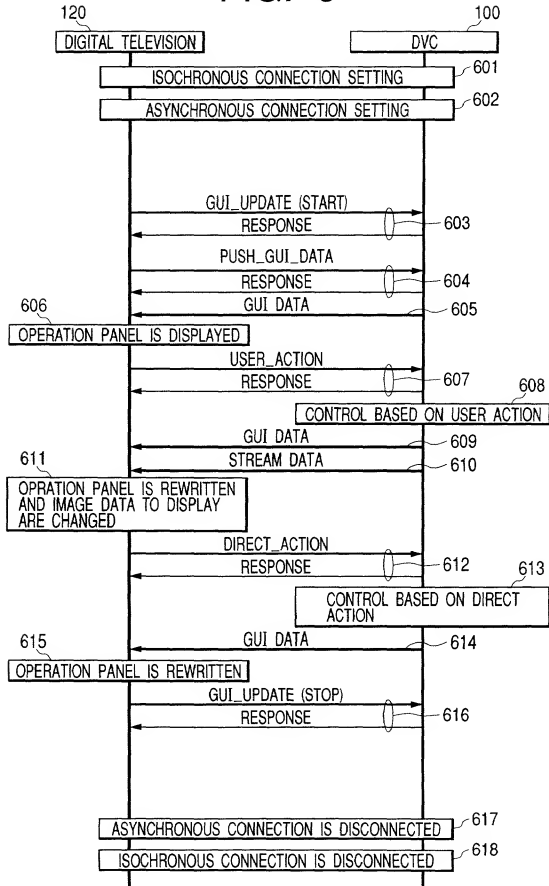 120
100
DIGITAL TELEVISION
DVC
ISOCHRONOUS CONNECTION SETTING
601
ASYNCHRONOUS CONNECTION SETTING
602
GUI_UPDATE (START)
RESPONSE
603
PUSH_GUI_DATA
RESPONSE
604
GUI DATA
605
606
OPERATION PANEL IS DISPLAYED
USER_ACTION
RESPONSE
607
608
CONTROL BASED ON USER ACTION
GUI DATA
609
STREAM DATA
610
611
OPRATION PANEL IS REWRITTEN
AND IMAGE DATA TO DISPLAY
ARE CHANGED
DIRECT_ACTION
RESPONSE
612
613
CONTROL BASED ON DIRECT
ACTION
GUI DATA
614
615
OPERATION PANEL IS REWRITTEN
GUI_UPDATE (STOP)
RESPONSE
616
ASYNCHRONOUS CONNECTION IS DISCONNECTED
617
ISOCHRONOUS CONNECTION IS DISCONNECTED
618